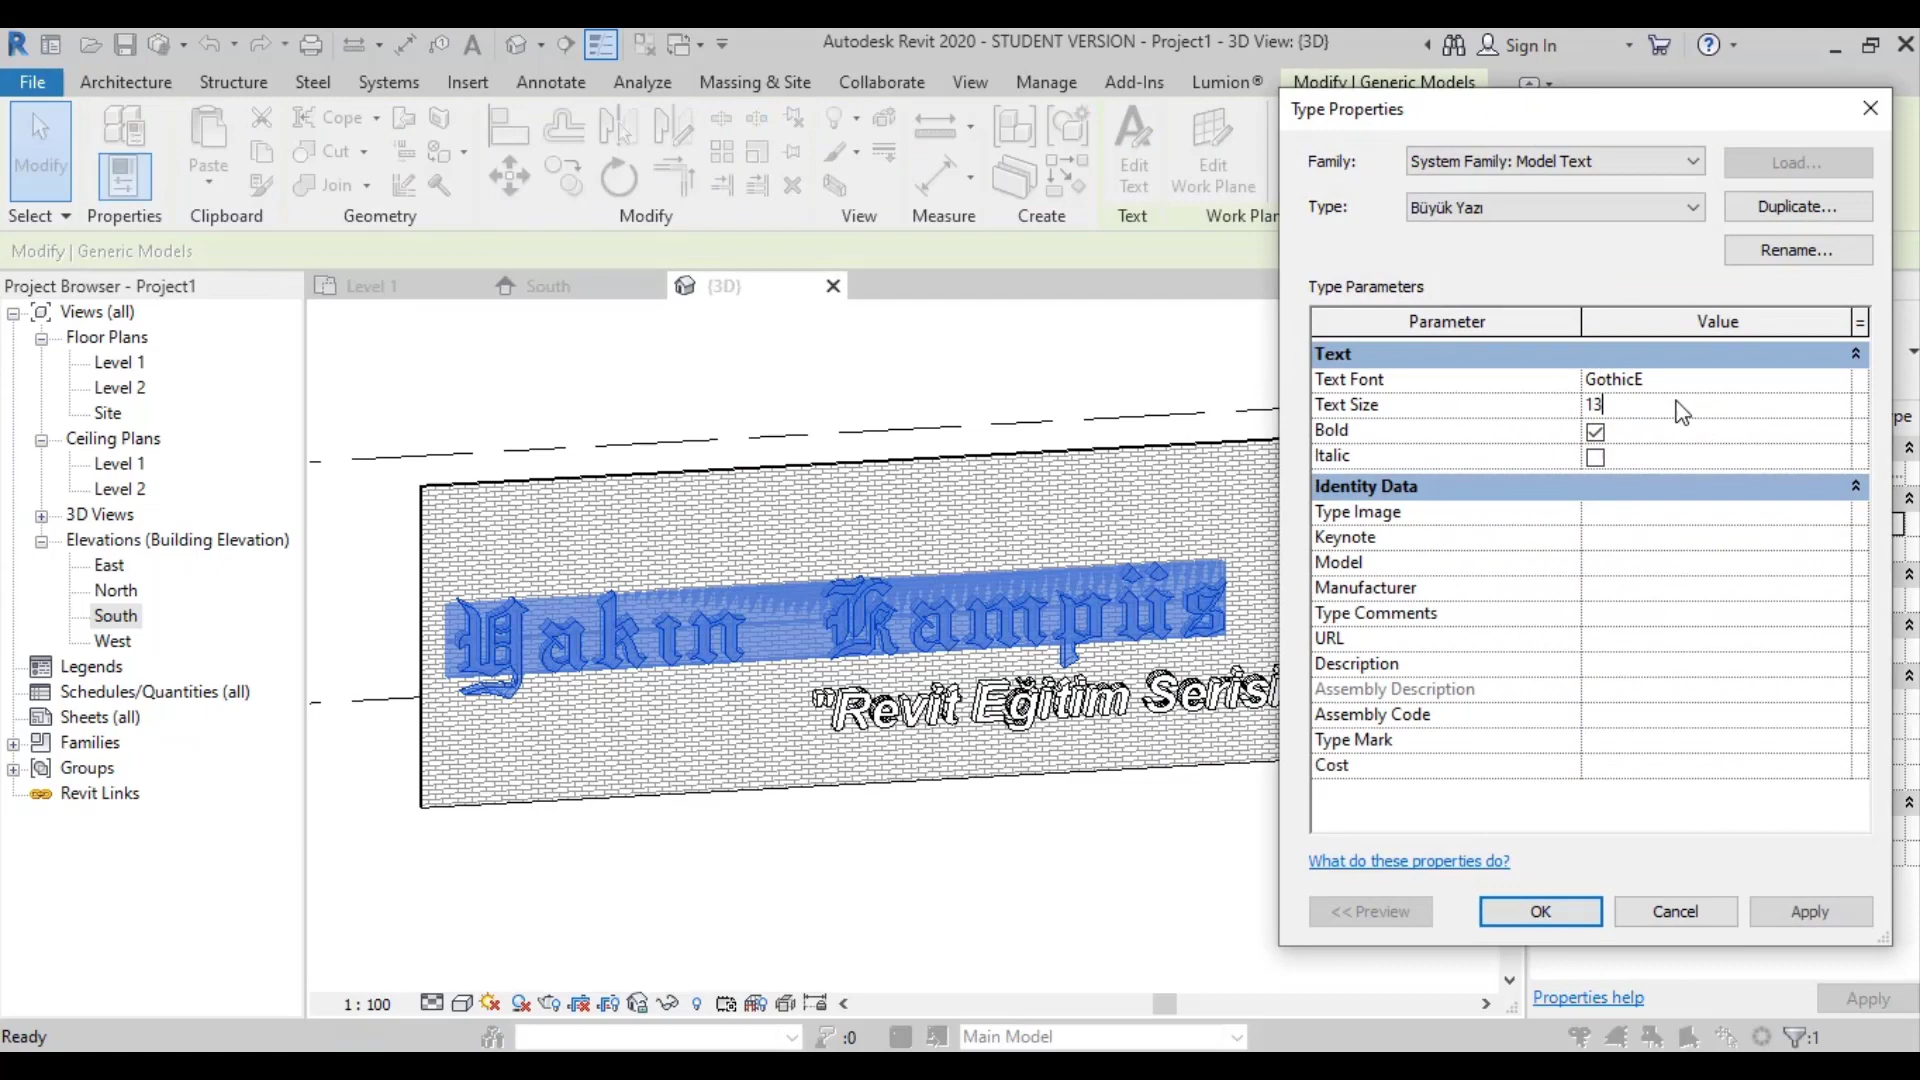 Autodesk Revit 2020 - STUDENT VERSION - Project1 - 3D View: {3D}
Sign In
File
Architecture
Structure
Steel
Systems
Insert
Annotate
Analyze
Massing & Site
Collaborate
View
Manage
Add-Ins
Lumion®
Modify | Generic Models
Modify
Paste
Cope
Cut
Join
Edit
Text
Edit
Work Plane
Select
Properties
Clipboard
Geometry
Modify
View
Measure
Create
Text
Work Plan
Modify | Generic Models
Project Browser - Project1
Views (all)
Floor Plans
Level 1
Level 2
Site
Ceiling Plans
Level 1
Level 2
3D Views
Elevations (Building Elevation)
East
North
South
West
Legends
Schedules/Quantities (all)
Sheets (all)
Families
Groups
Revit Links
Level 1
South
{3D}
Yakın Kampüs
"Revit Eğitim Serisi
Type Properties
Family:
System Family: Model Text
Load...
Type:
Büyük Yazı
Duplicate...
Rename...
Type Parameters
Parameter
Value
=
Text
Text Font
GothicE
Text Size
13
Bold
Italic
Identity Data
Type Image
Keynote
Model
Manufacturer
Type Comments
URL
Description
Assembly Description
Assembly Code
Type Mark
Cost
What do these properties do?
<< Preview
OK
Cancel
Apply
pe
1 : 100
Properties help
Apply
Ready
:0
Main Model
:1